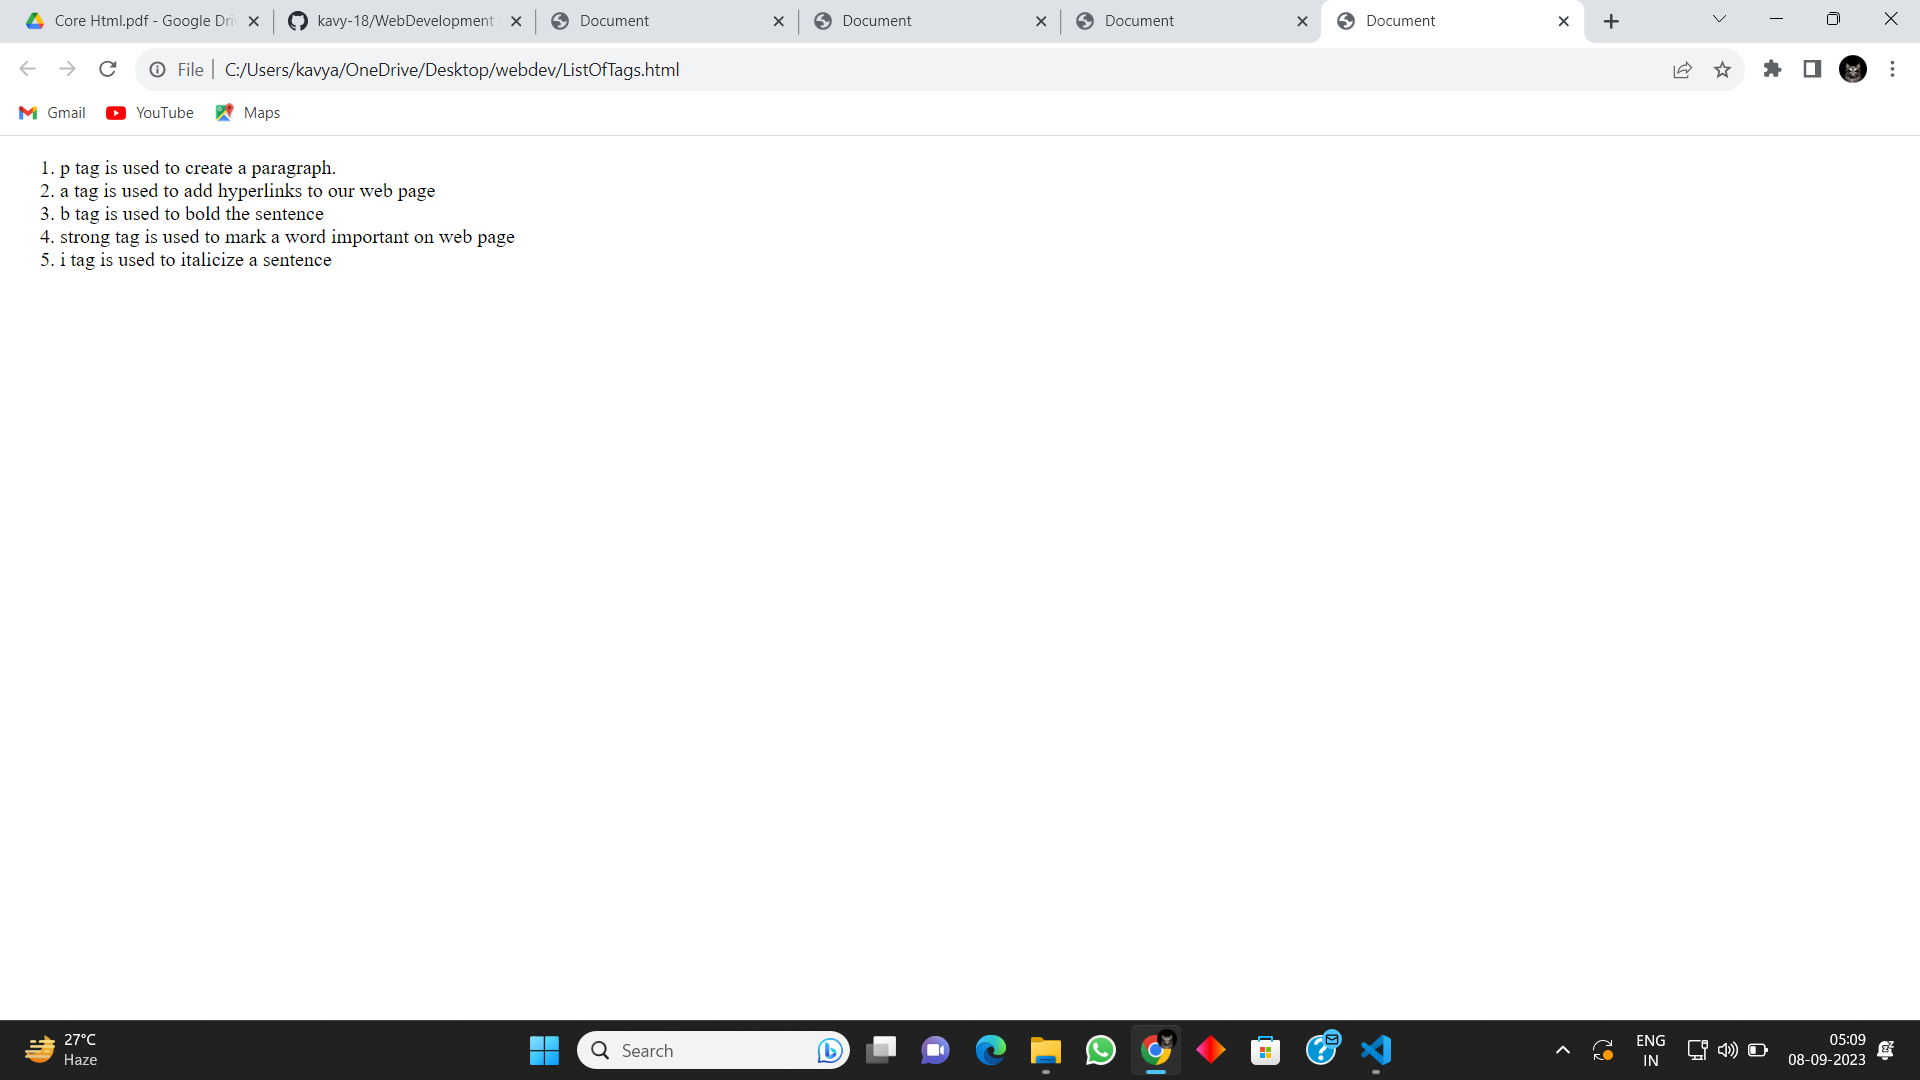 Core Html.pdf - Google Dri
kavy-18/WebDevelopment
Document
Document
Document
Document
File
C:/Users/kavya/OneDrive/Desktop/webdev/ListOfTags.html
Gmail
YouTube
Maps
1. p tag is used to create a paragraph.
2. a tag is used to add hyperlinks to our web page
3. b tag is used to bold the sentence
4. strong tag is used to mark a word important on web page
5. i tag is used to italicize a sentence
27°C
Haze
Search
ENG
IN
05:09
08-09-2023